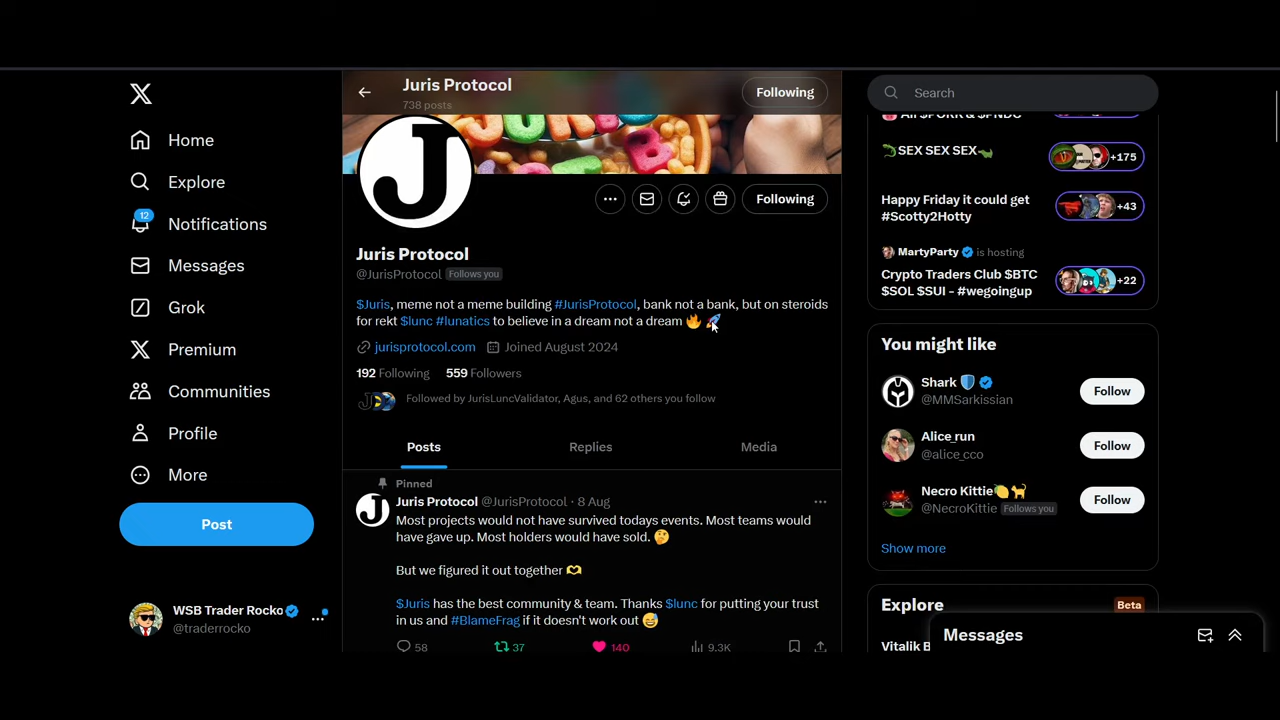 Home
Explore
12
Notifications
Messages
Grok
Premium
Communities
Profile
More
Post
WSB Trader Rocko
@traderrocko
Juris Protocol
738 posts
Following
J
Following
Juris Protocol
@JurisProtocol Follows you
$Juris, meme not a meme building #JurisProtocol, bank not a bank, but on steroids
for rekt $lunc #lunatics to believe in a dream not a dream 🔥 🚀
jurisprotocol.com Joined August 2024
192 Following 559 Followers
Followed by JurisLuncValidator, Agus, and 62 others you follow
Posts Replies Media
Pinned
Juris Protocol @JurisProtocol · 8 Aug
Most projects would not have survived todays events. Most teams would
have gave up. Most holders would have sold. 🤔
But we figured it out together 🫶
$Juris has the best community & team. Thanks $lunc for putting your trust
in us and #BlameFrag if it doesn't work out 😅
58 37 140 9.3K
Search
🐊SEX SEX SEX🦎
+175
Happy Friday it could get
#Scotty2Hotty
+43
MartyParty is hosting
Crypto Traders Club $BTC
$SOL $SUI - #wegoingup
+22
You might like
Shark 🛡️
@MMSarkissian
Follow
Alice_run
@alice_cco
Follow
Necro Kittie🍋🐈
@NecroKittie Follows you
Follow
Show more
Explore
Beta
Vitalik B
Messages